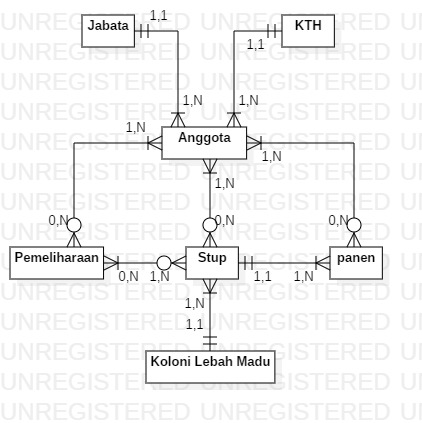 1,1
Jabata
KTH
1,1
1,N
1,N
Anggota
1,N
1,N
1,N
0,N
0,N
0,N
Pemeliharaan
Stup
panen
0,N
1,N
1,1
1,N
1,N
1,1
Koloni Lebah Madu
UNREGISTERED